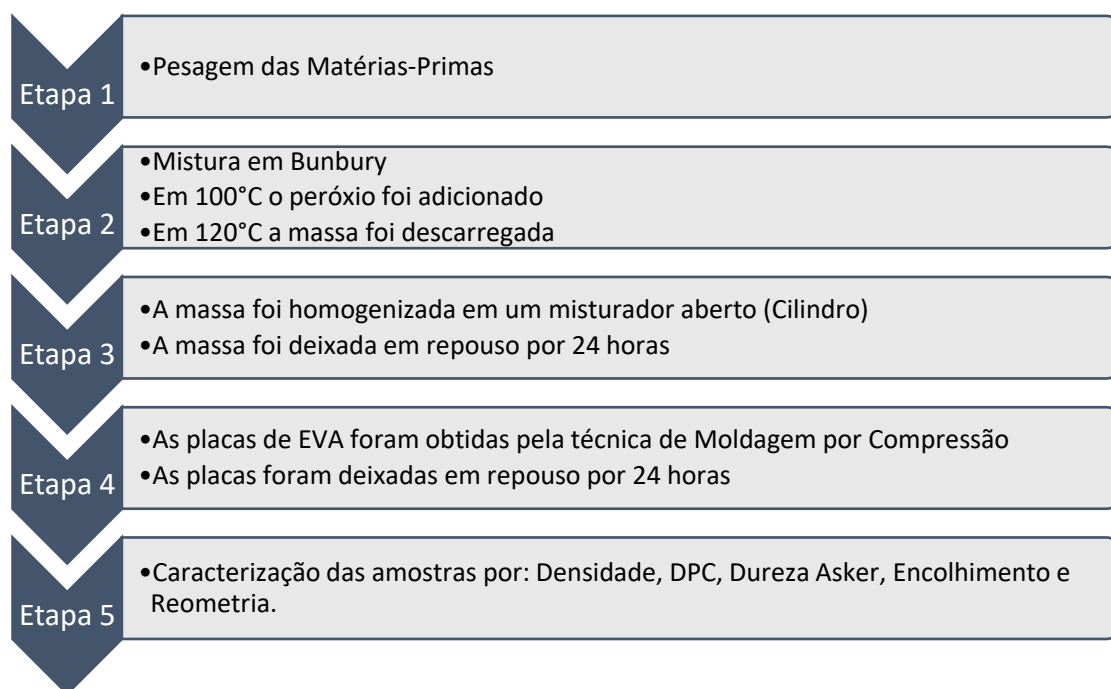 Etapa 1
•Pesagem das Matérias-Primas
Etapa 2
•Mistura em Bunbury
•Em 100°C o peróxido foi adicionado
•Em 120°C a massa foi descarregada
Etapa 3
•A massa foi homogenizada em um misturador aberto (Cilindro)
•A massa foi deixada em repouso por 24 horas
Etapa 4
•As placas de EVA foram obtidas pela técnica de Moldagem por Compressão
•As placas foram deixadas em repouso por 24 horas
Etapa 5
•Caracterização das amostras por: Densidade, DPC, Dureza Asker, Encolhimento e
Reometria.